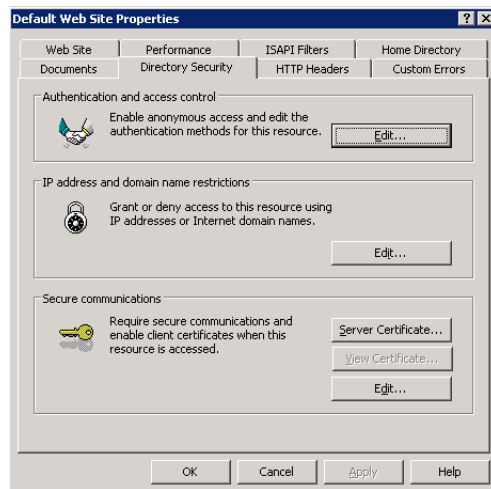 Default Web Site Properties
Web Site Performance ISAPI Filters Home Directory
Documents Directory Security HTTP Headers Custom Errors
Authentication and access control
Enable anonymous access and edit the
authentication methods for this resource.
Edit...
IP address and domain name restrictions
Grant or deny access to this resource using
IP addresses or Internet domain names.
Edit...
Secure communications
Require secure communications and
enable client certificates when this
resource is accessed.
Server Certificate...
View Certificate...
Edit...
OK Cancel Apply Help